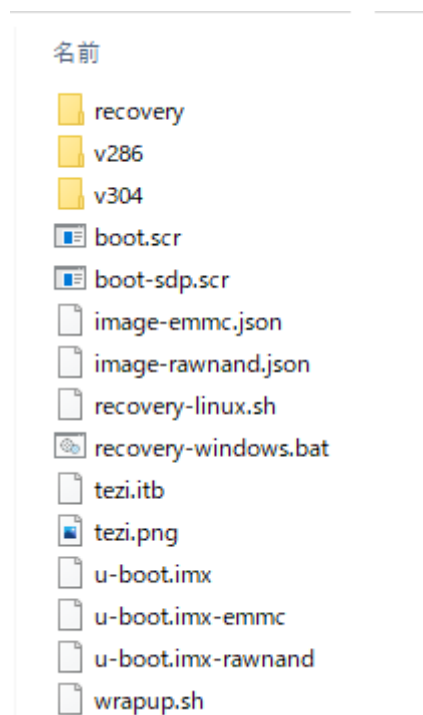 名前
recovery
v286
v304
boot.scr
boot-sdp.scr
image-emmc.json
image-rawnand.json
recovery-linux.sh
recovery-windows.bat
tezi.itb
tezi.png
u-boot.imx
u-boot.imx-emmc
u-boot.imx-rawnand
wrapup.sh